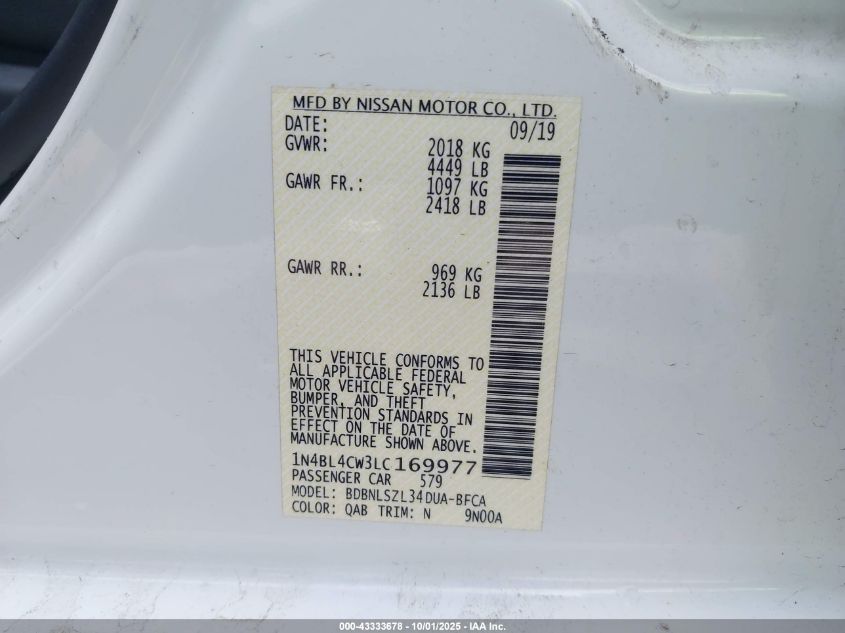 MFD BY NISSAN MOTOR CO., LTD.
DATE: 09/19
GVWR: 2018 KG
4449 LB
GAWR FR.: 1097 KG
2418 LB
GAWR RR.: 969 KG
2136 LB
THIS VEHICLE CONFORMS TO
ALL APPLICABLE FEDERAL
MOTOR VEHICLE SAFETY,
BUMPER, AND THEFT
PREVENTION STANDARDS IN
EFFECT ON THE DATE OF
MANUFACTURE SHOWN ABOVE.
1N4BL4CW3LC169977
PASSENGER CAR 579
MODEL: BDBNLSZL34DUA-BFCA
COLOR: QAB TRIM: N 9N00A
000-43333678 - 10/01/2025 - IAA Inc.